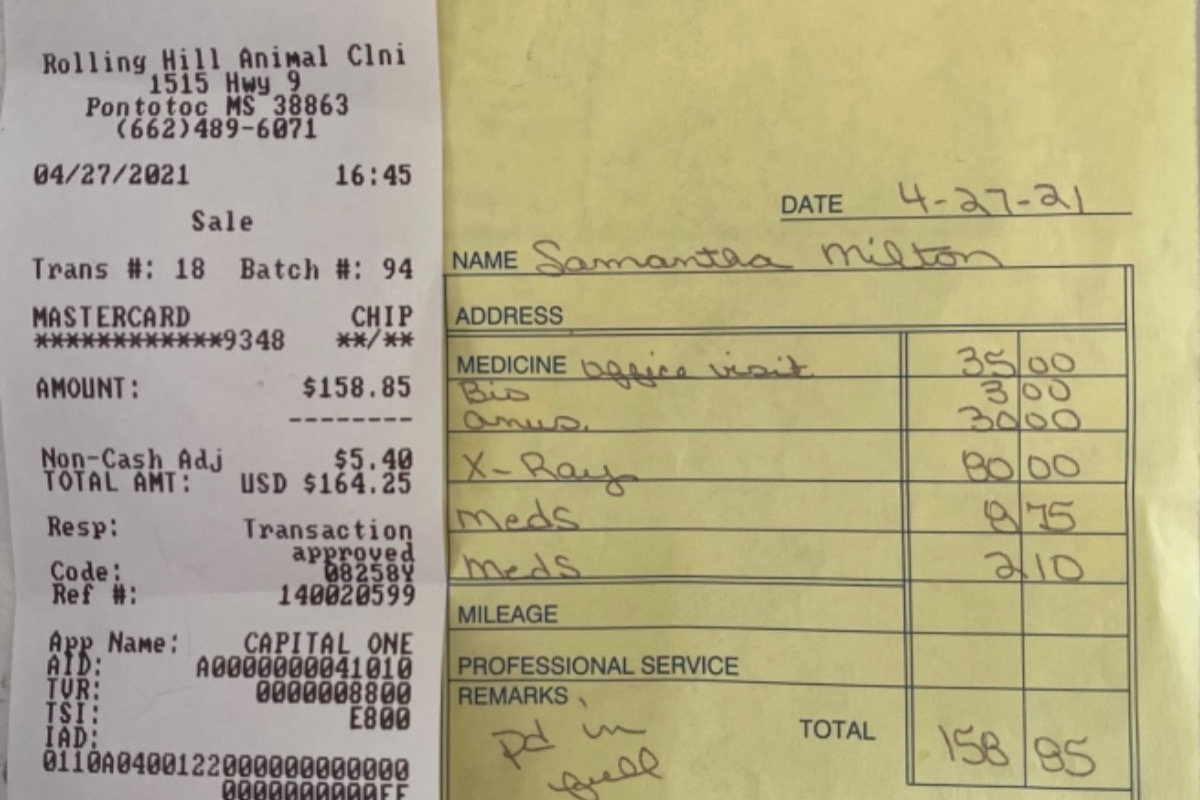 Rolling Hill Animal Clni
1515 Hwy 9
Pontotoc MS 38863
(662)489-6071
04/27/2021 16:45
Sale
Trans #: 18 Batch #: 94
MASTERCARD CHIP
************9348 **/**
AMOUNT: $158.85
--------
Non-Cash Adj $5.40
TOTAL AMT: USD $164.25
Resp: Transaction
approved
Code: 08258Y
Ref #: 140020599
App Name: CAPITAL ONE
AID: A0000000041010
TVR: 0000008800
TSI: E800
IAD:
0110A04001220000000000000
0000000000FF
DATE 4-27-21
NAME Samantha Milton
ADDRESS
MEDICINE office visit 35 00
Bio 3 00
30 00
X-Ray 80 00
Meds 8 75
Meds 2 10
MILEAGE
PROFESSIONAL SERVICE
REMARKS
pd in
full
TOTAL 158 85